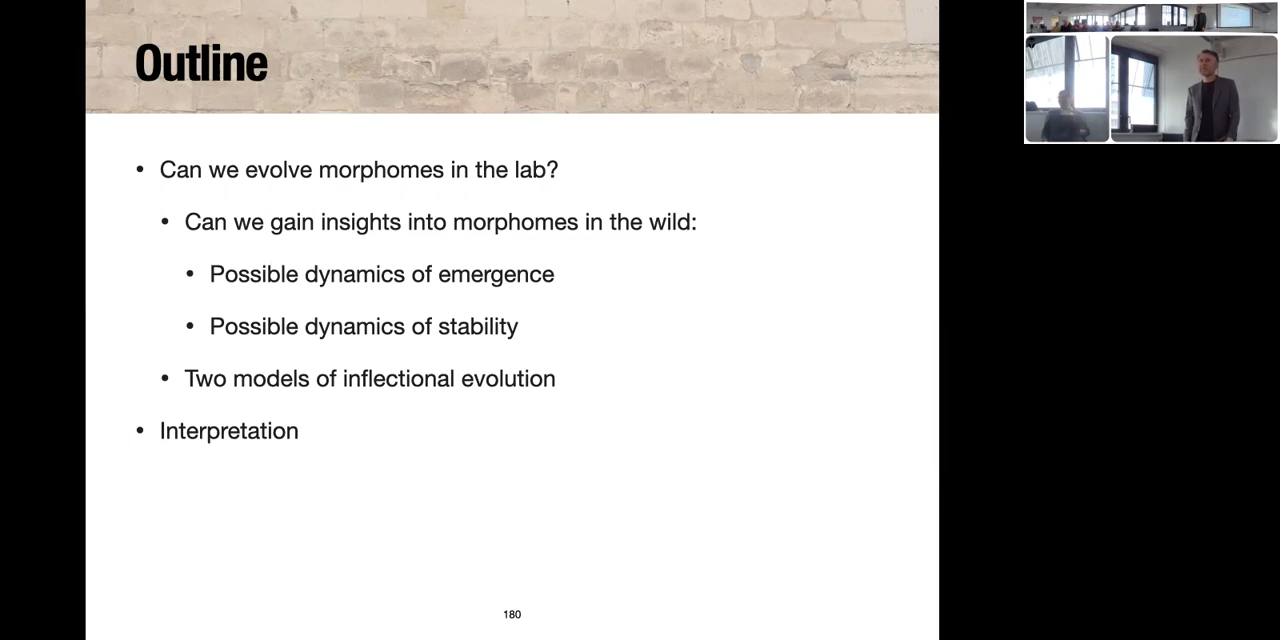 Outline
• Can we evolve morphomes in the lab?
• Can we gain insights into morphomes in the wild:
• Possible dynamics of emergence
• Possible dynamics of stability
• Two models of inflectional evolution
• Interpretation
180